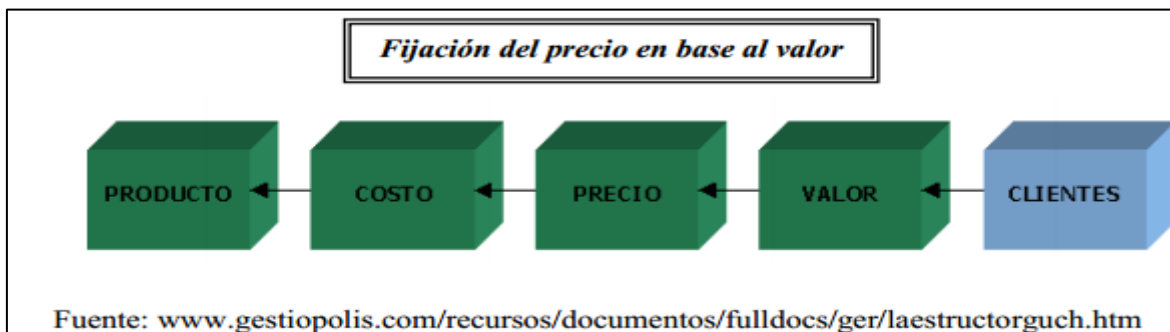 Fijación del precio en base al valor
PRODUCTO COSTO PRECIO VALOR CLIENTES
Fuente: www.gestiopolis.com/recursos/documentos/fulldocs/ger/laestructorguch.htm